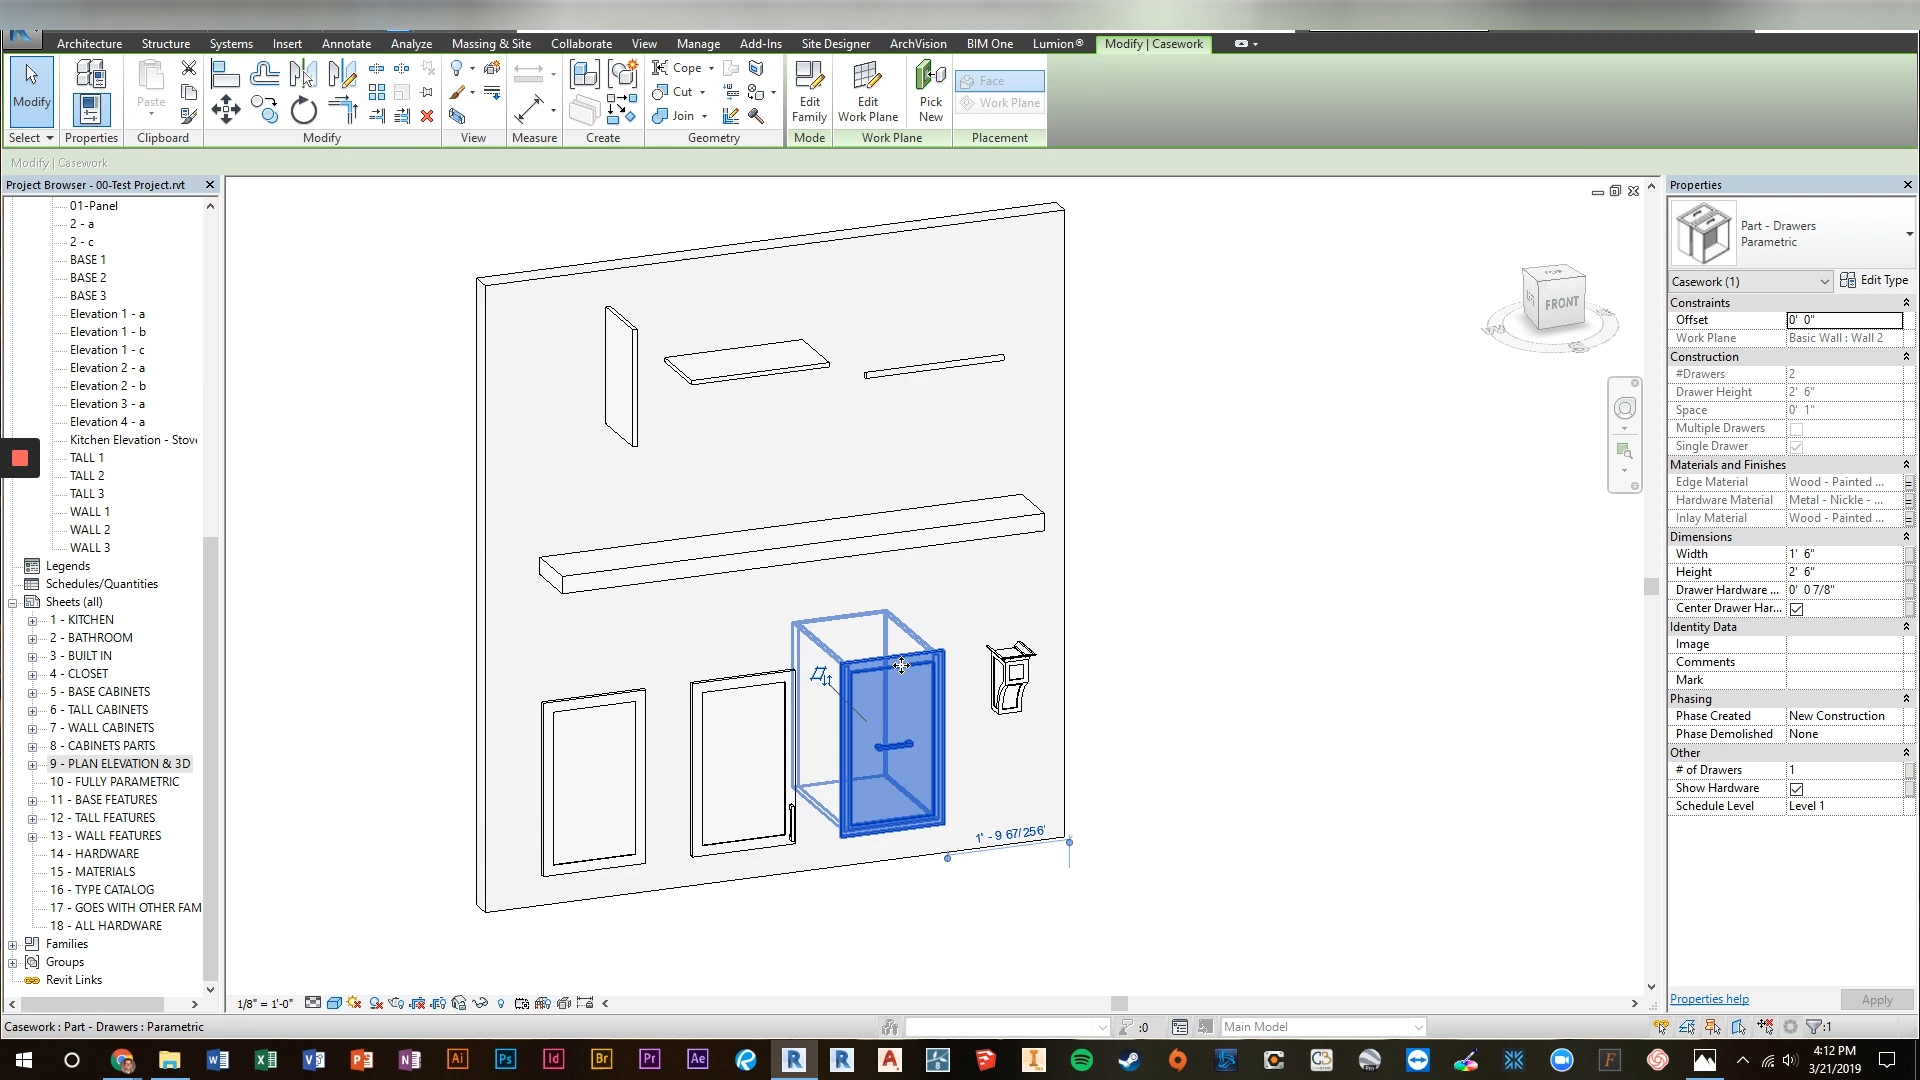 Architecture Structure Systems Insert Annotate Analyze Massing & Site Collaborate View Manage Add-Ins Site Designer ArchVision BIM One Lumion® Modify | Casework
Modify
Select
Properties
Paste
Clipboard
Modify
View
Measure
Create
Cope
Cut
Join
Geometry
Edit
Family
Mode
Edit
Work Plane
Pick
New
Work Plane
Face
Work Plane
Placement
Modify | Casework
Project Browser - 00-Test Project.rvt
01-Panel
2 - a
2 - c
BASE 1
BASE 2
BASE 3
Elevation 1 - a
Elevation 1 - b
Elevation 1 - c
Elevation 2 - a
Elevation 2 - b
Elevation 3 - a
Elevation 4 - a
Kitchen Elevation - Stov
TALL 1
TALL 2
TALL 3
WALL 1
WALL 2
WALL 3
Legends
Schedules/Quantities
Sheets (all)
1 - KITCHEN
2 - BATHROOM
3 - BUILT IN
4 - CLOSET
5 - BASE CABINETS
6 - TALL CABINETS
7 - WALL CABINETS
8 - CABINETS PARTS
9 - PLAN ELEVATION & 3D
10 - FULLY PARAMETRIC
11 - BASE FEATURES
12 - TALL FEATURES
13 - WALL FEATURES
14 - HARDWARE
15 - MATERIALS
16 - TYPE CATALOG
17 - GOES WITH OTHER FAM
18 - ALL HARDWARE
Families
Groups
Revit Links
1' - 9 67/256"
FRONT
Properties
Part - Drawers
Parametric
Casework (1) Edit Type
Constraints
Offset 0' 0"
Work Plane Basic Wall : Wall 2
Construction
#Drawers 2
Drawer Height 2' 6"
Space 0' 1"
Multiple Drawers
Single Drawer
Materials and Finishes
Edge Material Wood - Painted ...
Hardware Material Metal - Nickle - ...
Inlay Material Wood - Painted ...
Dimensions
Width 1' 6"
Height 2' 6"
Drawer Hardware ... 0' 0 7/8"
Center Drawer Har...
Identity Data
Image
Comments
Mark
Phasing
Phase Created New Construction
Phase Demolished None
Other
# of Drawers 1
Show Hardware
Schedule Level Level 1
Properties help Apply
1/8" = 1'-0"
Casework : Part - Drawers : Parametric
:0
Main Model
:1
4:12 PM
3/21/2019